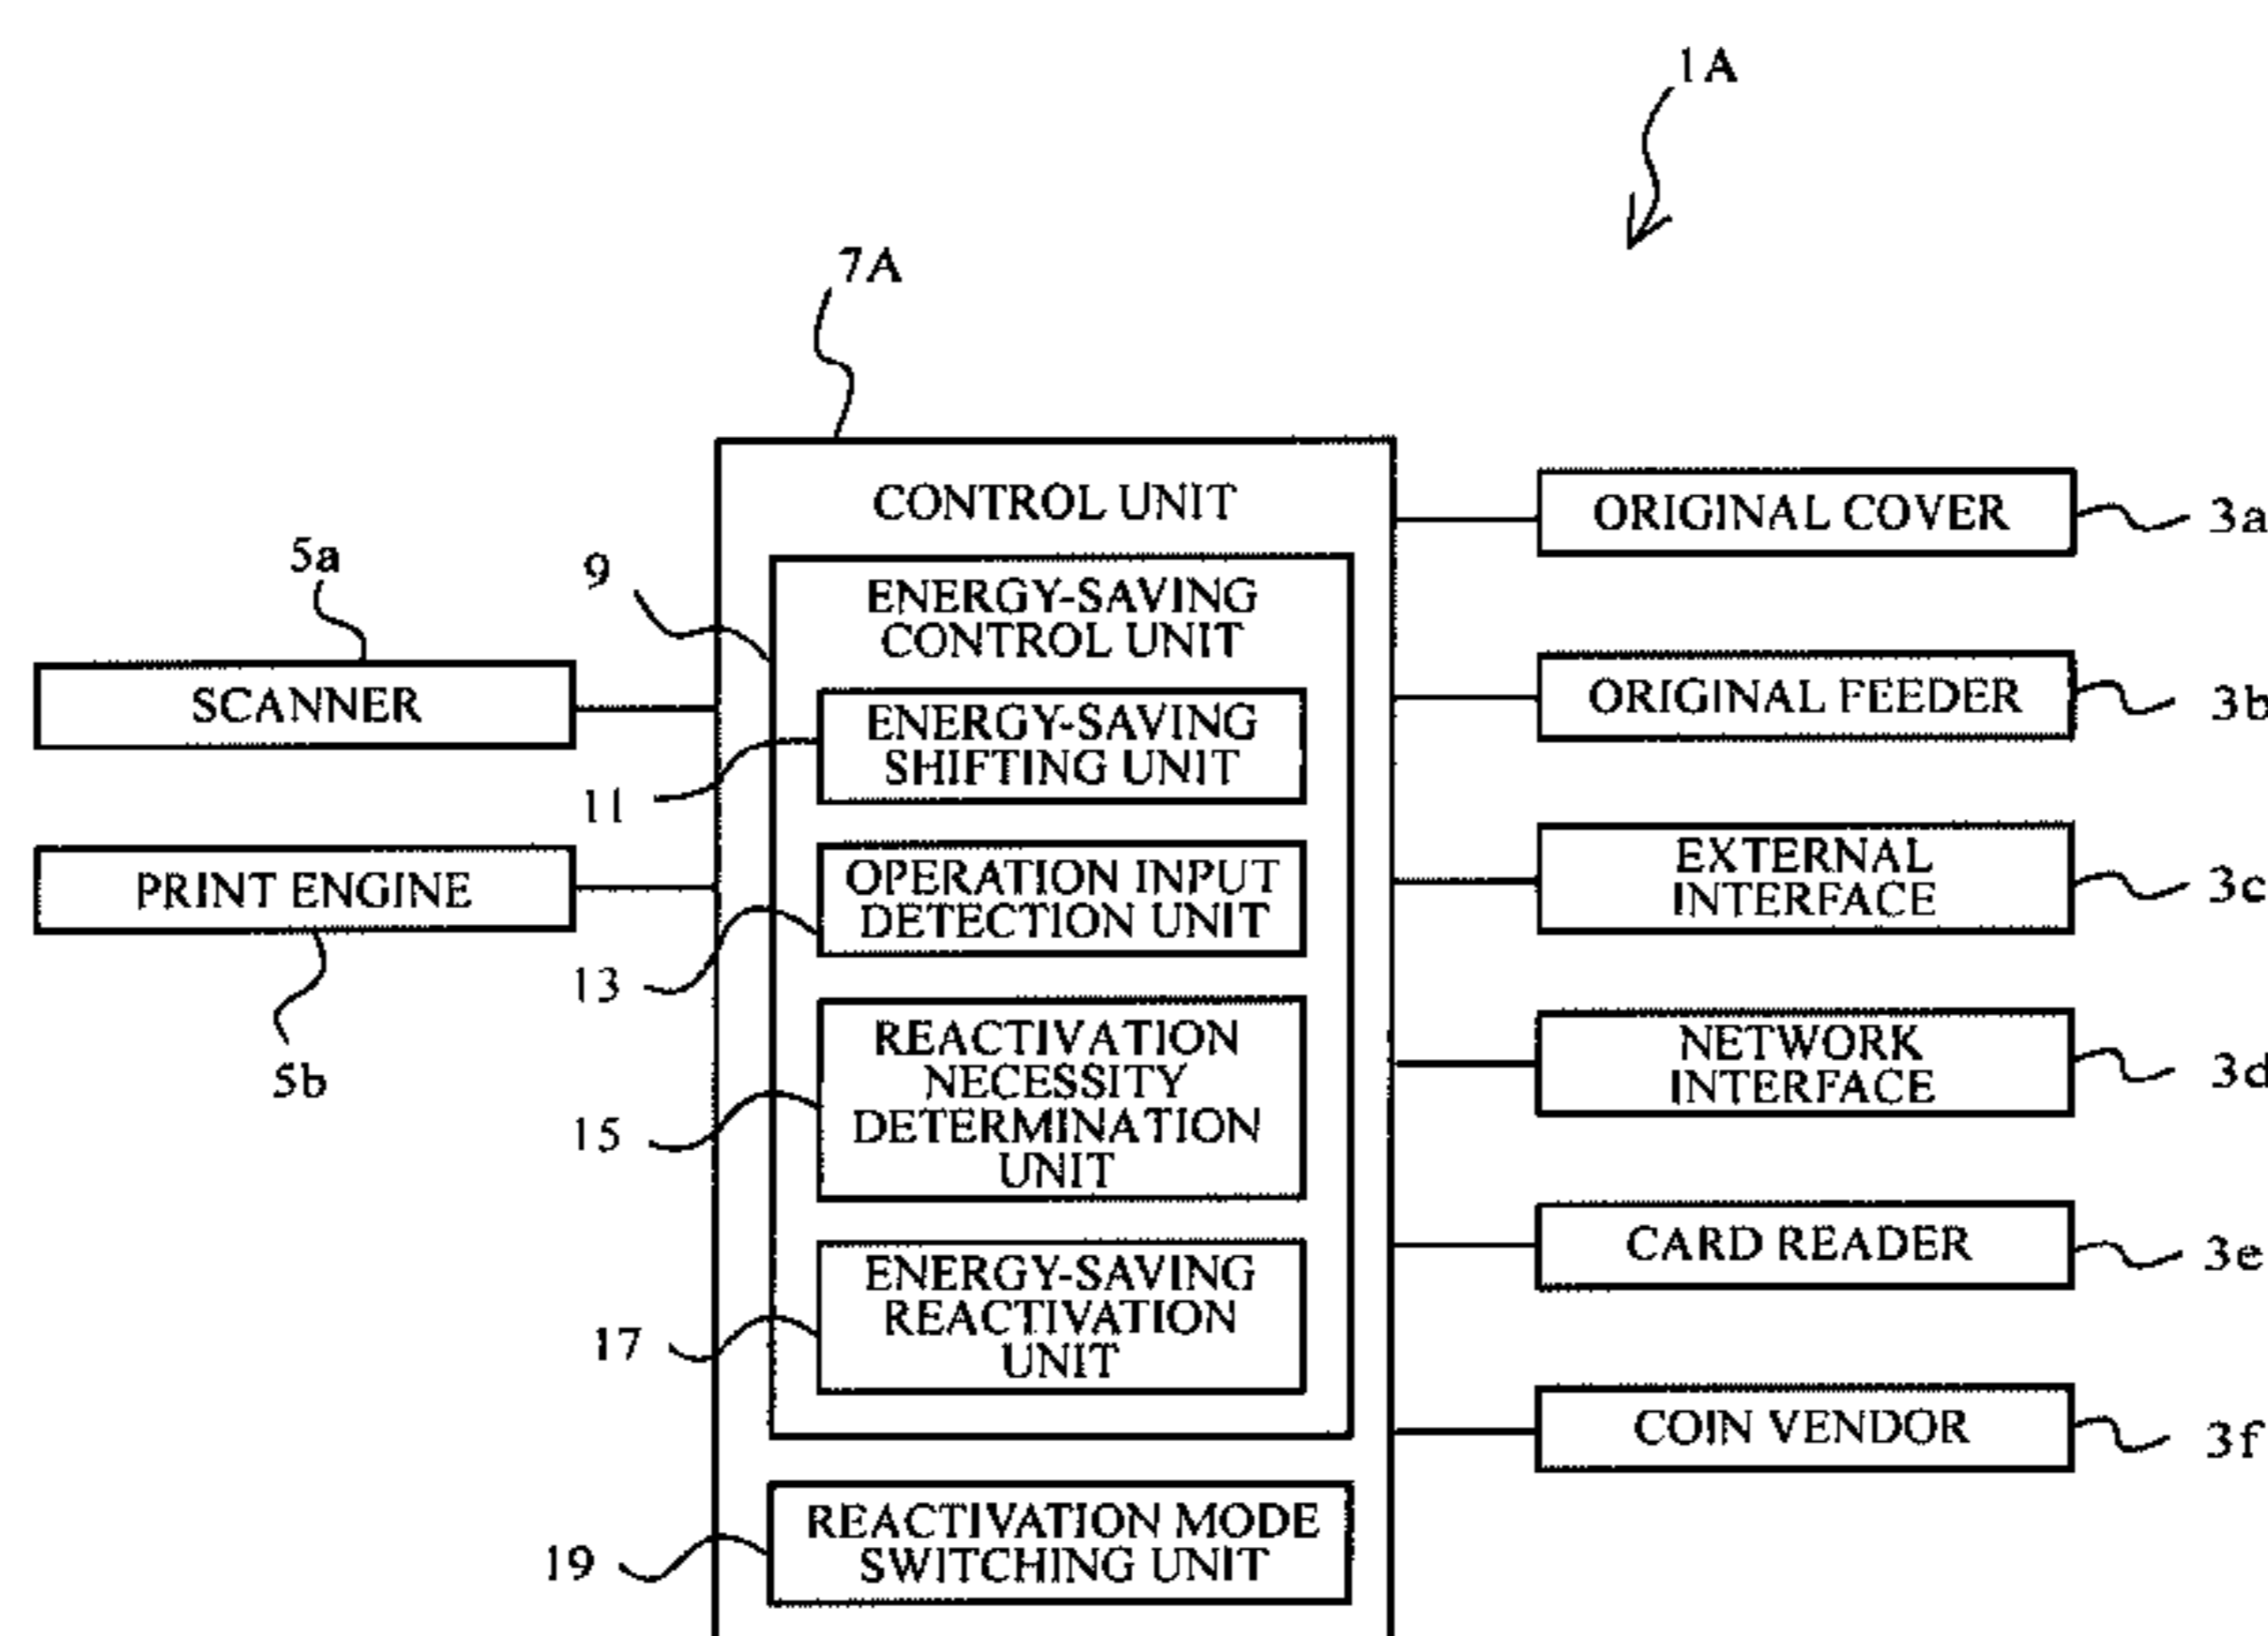 1A
7A
CONTROL UNIT
ORIGINAL COVER
3a
5a
9
ENERGY-SAVING
CONTROL UNIT
SCANNER
ORIGINAL FEEDER
3b
ENERGY-SAVING
SHIFTING UNIT
11
PRINT ENGINE
OPERATION INPUT
DETECTION UNIT
EXTERNAL
INTERFACE
3c
13
5b
REACTIVATION
NECESSITY
DETERMINATION
UNIT
NETWORK
INTERFACE
3d
15
CARD READER
3e
ENERGY-SAVING
REACTIVATION
UNIT
17
COIN VENDOR
3f
REACTIVATION MODE
SWITCHING UNIT
19